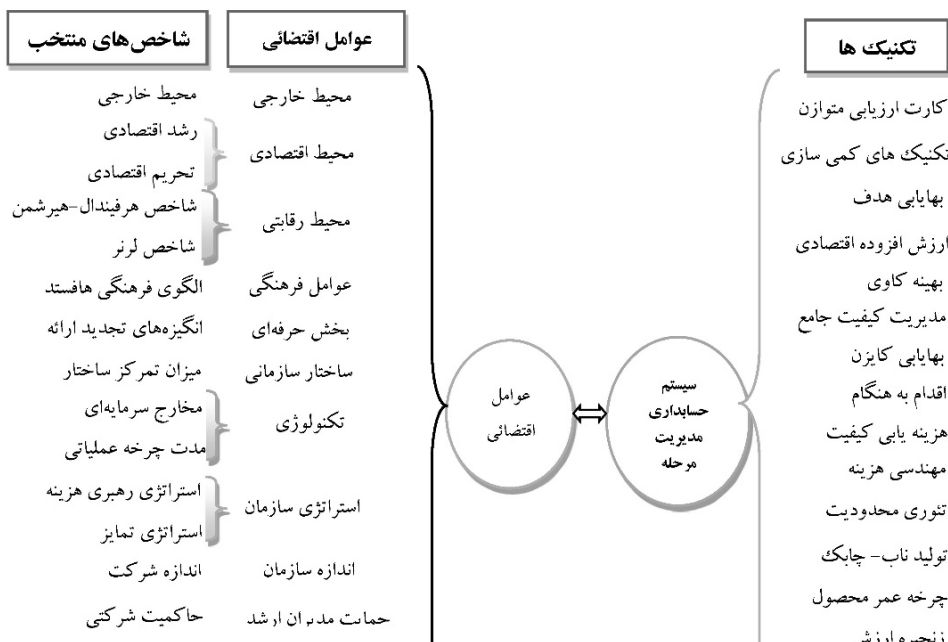 تکنیک ها
کارت ارزیابی متوازن
تکنیک های کمی سازی
بهایابی هدف
ارزش افزوده اقتصادی
بهینه کاوی
مدیریت کیفیت جامع
بهایابی کایزن
اقدام به هنگام
هزینه یابی کیفیت
مهندسی هزینه
تئوری محدودیت
تولید ناب- چابک
چرخه عمر محصول
زنجیره ارزش
سیستم
حسابداری
مدیریت
مرحله
عوامل
اقتضائی
عوامل اقتضائی
محیط خارجی
محیط اقتصادی
محیط رقابتی
عوامل فرهنگی
بخش حرفه‌ای
ساختار سازمانی
تکنولوژی
استراتژی سازمان
اندازه سازمان
حمایت مدیران ارشد
شاخص‌های منتخب
محیط خارجی
رشد اقتصادی
تحریم اقتصادی
شاخص هرفیندال-هیرشمن
شاخص لرنر
الگوی فرهنگی هافستد
انگیزه‌های تجدید ارائه
میزان تمرکز ساختار
مخارج سرمایه‌ای
مدت چرخه عملیاتی
استراتژی رهبری هزینه
استراتژی تمایز
اندازه شرکت
حاکمیت شرکتی